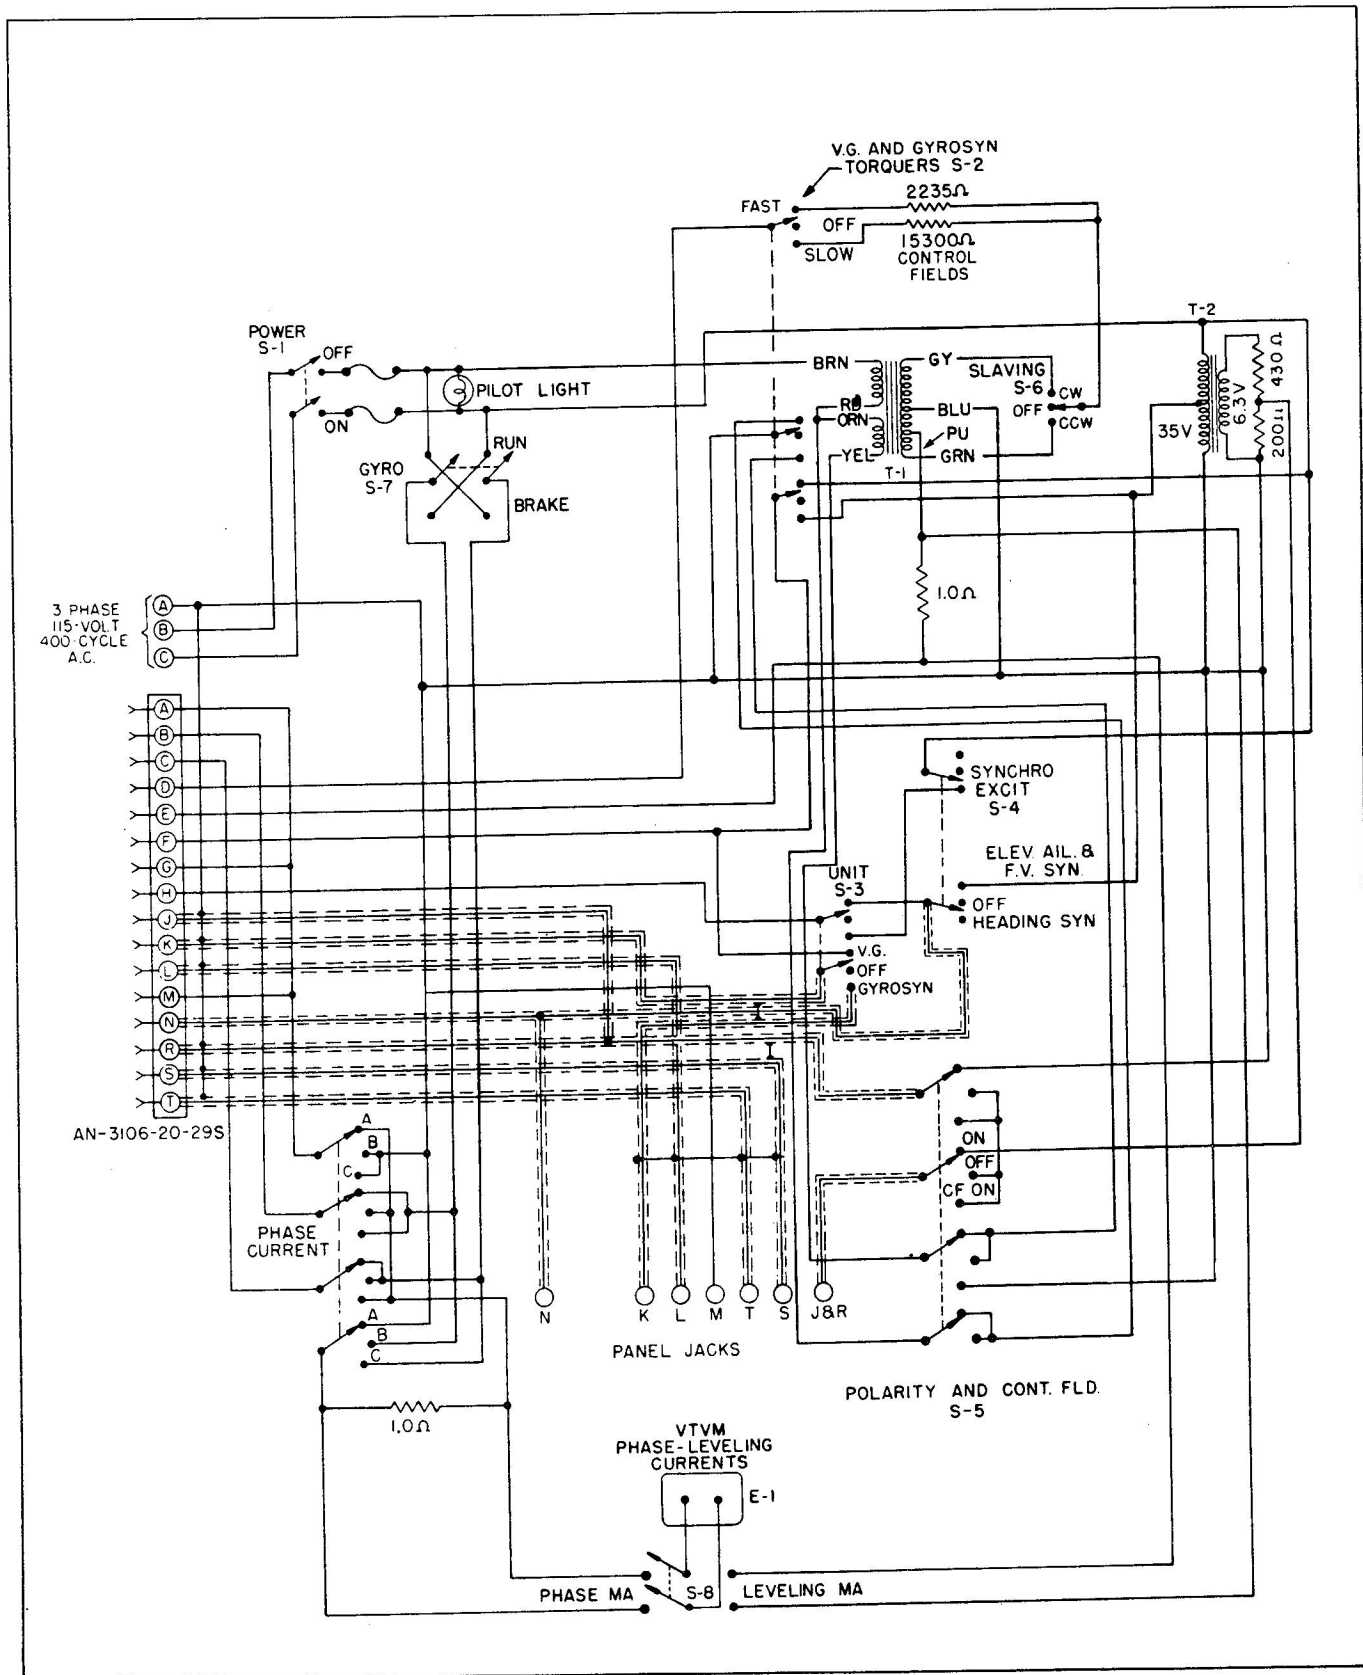 V.G. AND GYROSYN
TORQUERS S-2
2235Ω
FAST
OFF
15300Ω
SLOW
CONTROL
FIELDS
T-2
POWER
S-1
OFF
BRN
GY
SLAVING
S-6
CW
430Ω
PILOT LIGHT
RD
BLU
OFF
6.3V
ON
ORN
CCW
35V
200Ω
PU
RUN
YEL
GRN
GYRO
S-7
T-1
BRAKE
1.0Ω
3 PHASE
115-VOLT
400-CYCLE
A.C.
A
B
C
A
B
C
D
E
F
G
H
J
K
L
M
N
R
S
T
AN-3106-20-29S
SYNCHRO
EXCIT
S-4
ELEV. AIL. &
F.V. SYN.
UNIT
S-3
OFF
HEADING SYN
V.G.
OFF
GYROSYN
A
B
C
ON
OFF
CF ON
PHASE
CURRENT
A
B
C
N
K
L
M
T
S
J&R
PANEL JACKS
POLARITY AND CONT. FLD.
S-5
1.0Ω
VTVM
PHASE-LEVELING
CURRENTS
E-1
PHASE MA
S-8
LEVELING MA